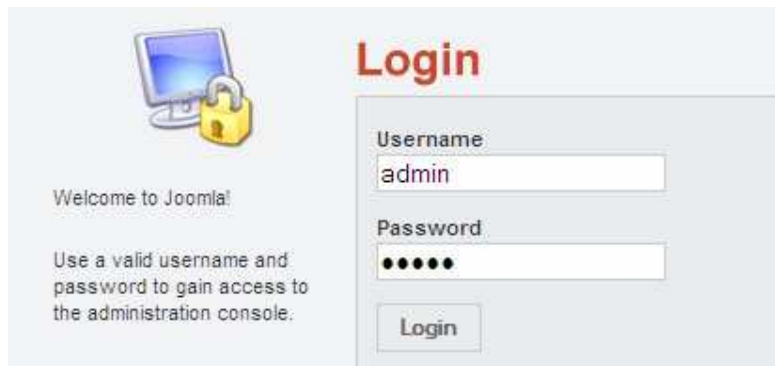 Login
Username
admin
Password
●●●●●
Login
Welcome to Joomla!
Use a valid username and
password to gain access to
the administration console.